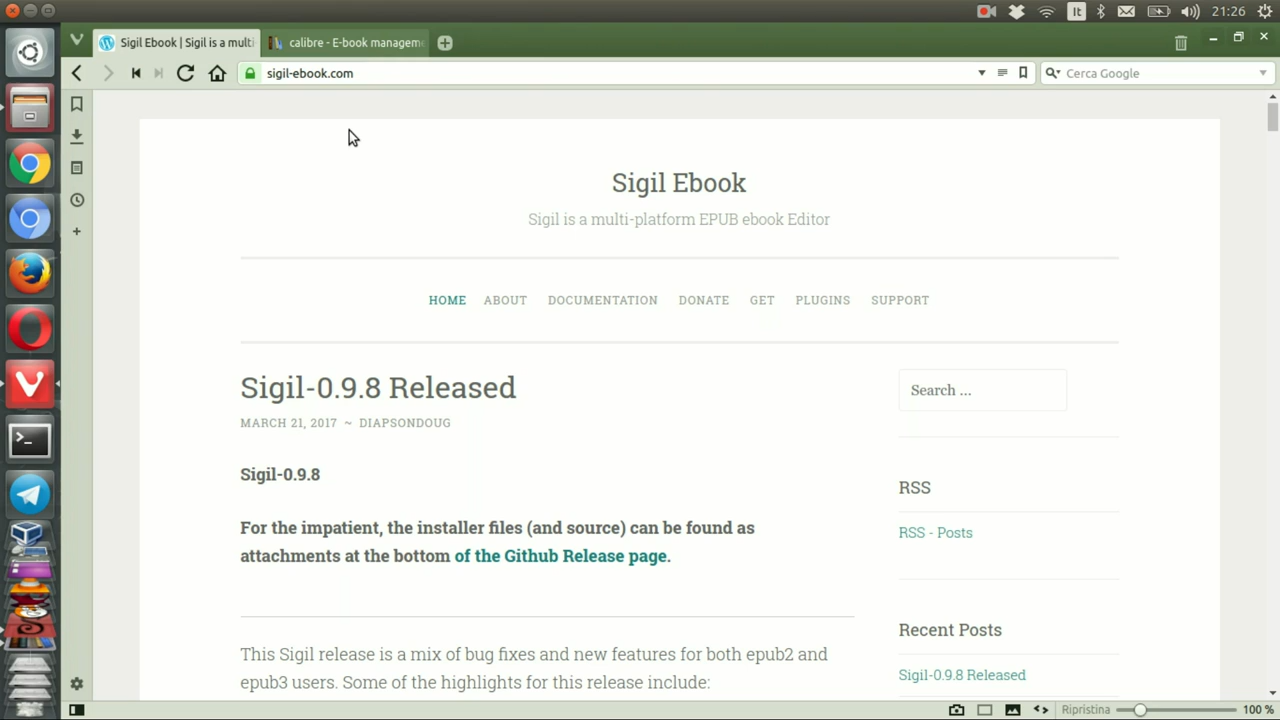 It
21:26
Sigil Ebook | Sigil is a multi-
calibre - E-book managem
sigil-ebook.com
Cerca Google
Sigil Ebook
Sigil is a multi-platform EPUB ebook Editor
HOME ABOUT DOCUMENTATION DONATE GET PLUGINS SUPPORT
Sigil-0.9.8 Released
MARCH 21, 2017 ~ DIAPSONDOUG
Sigil-0.9.8
For the impatient, the installer files (and source) can be found as
attachments at the bottom of the Github Release page.
This Sigil release is a mix of bug fixes and new features for both epub2 and
epub3 users. Some of the highlights for this release include:
Search ...
RSS
RSS - Posts
Recent Posts
Sigil-0.9.8 Released
Ripristina
100 %